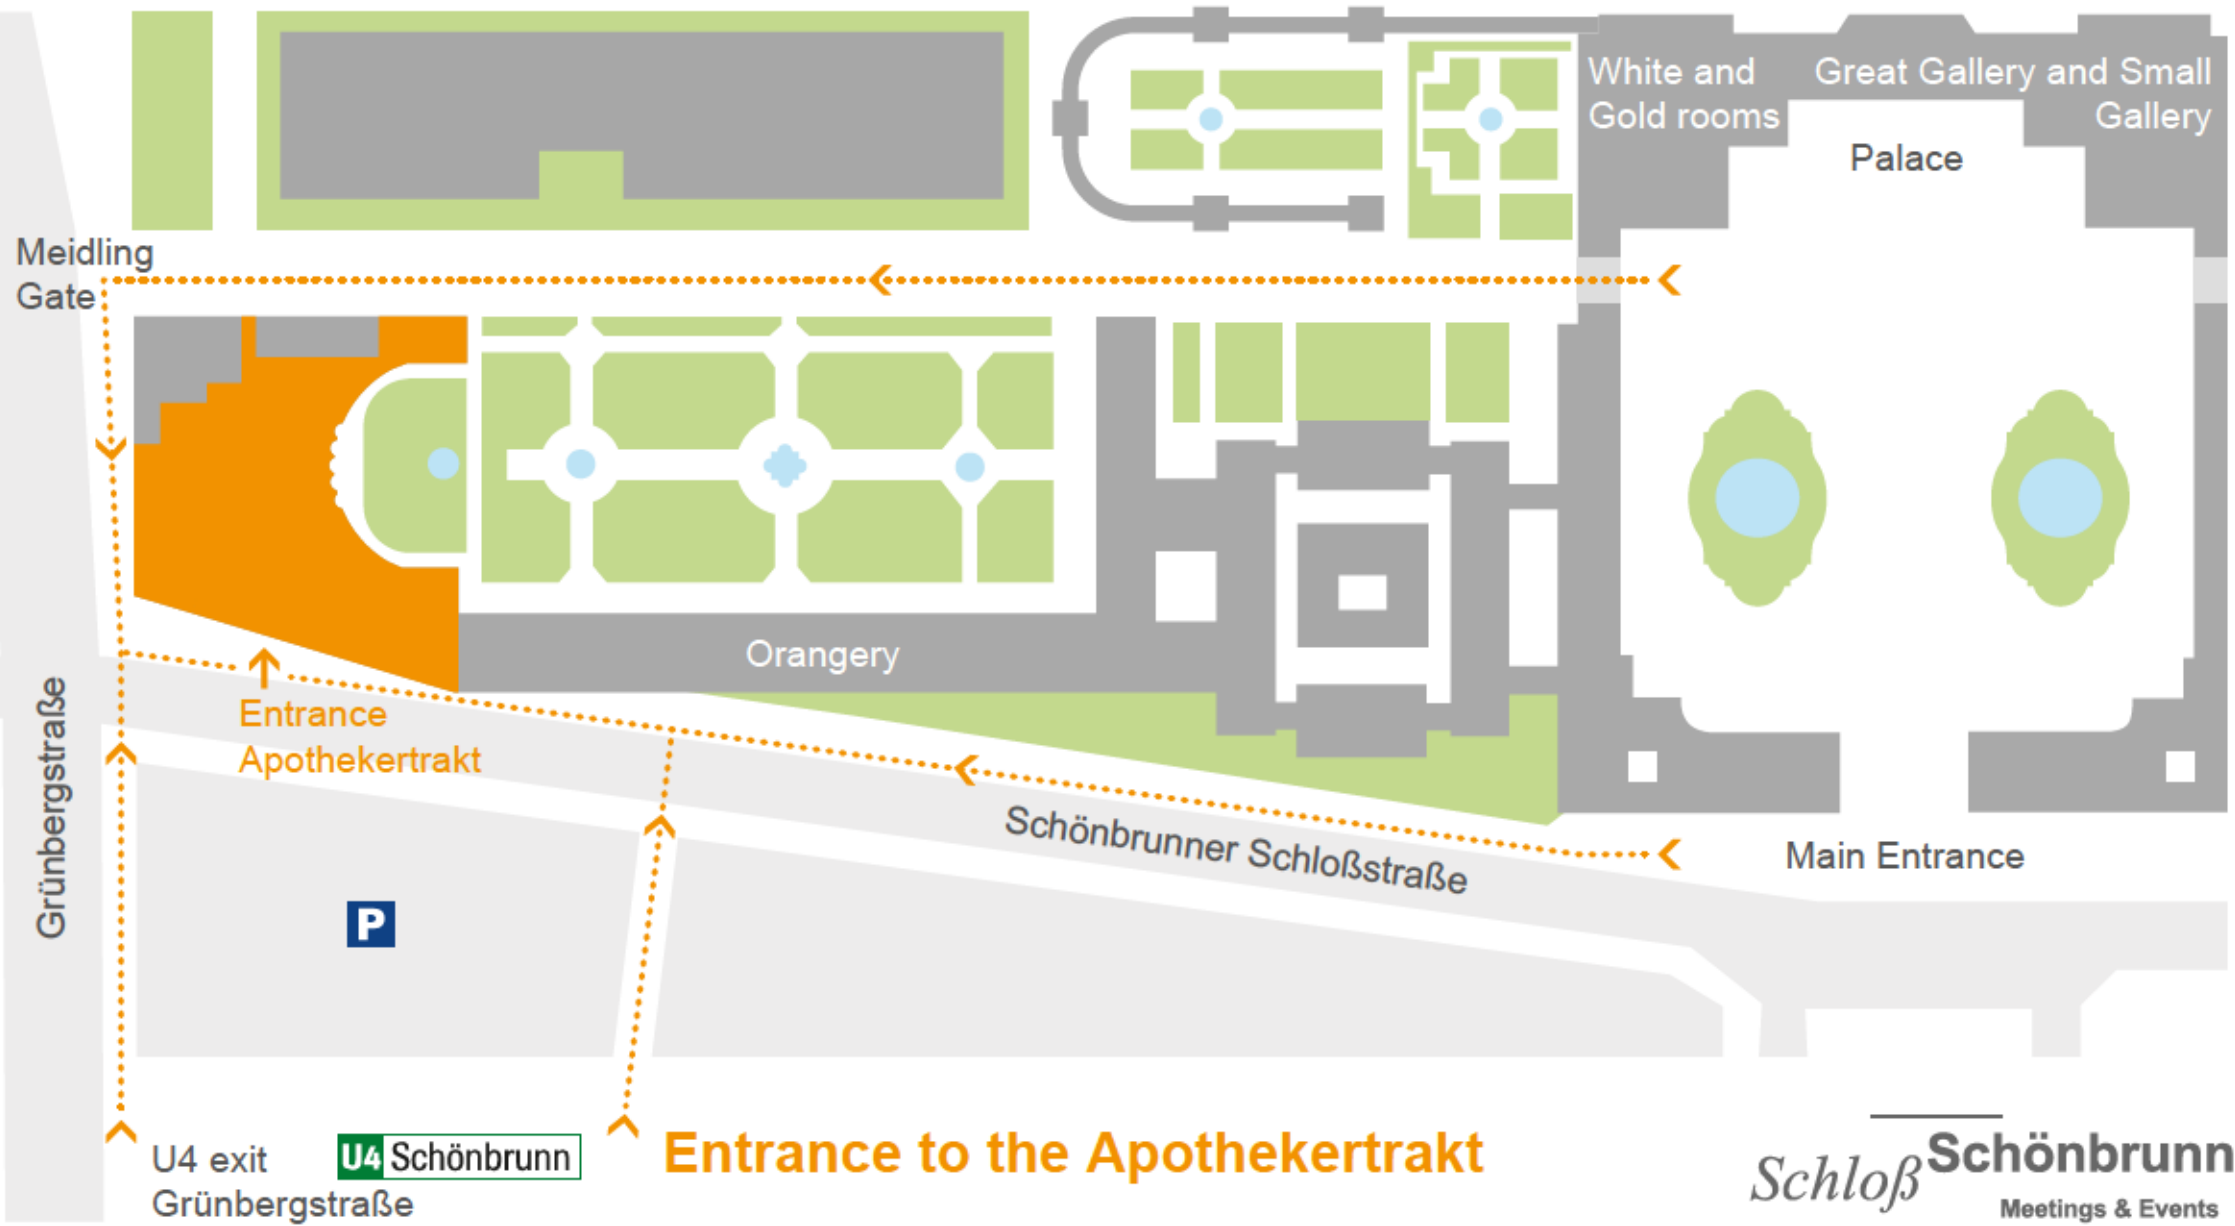 White and
Gold rooms
Great Gallery and Small
Gallery
Palace
Meidling
Gate
Orangery
Entrance
Apothekertrakt
Grünbergstraße
Schönbrunner Schloßstraße
Main Entrance
P
U4 exit
Grünbergstraße
U4 Schönbrunn
Entrance to the Apothekertrakt
Schloß Schönbrunn
Meetings & Events